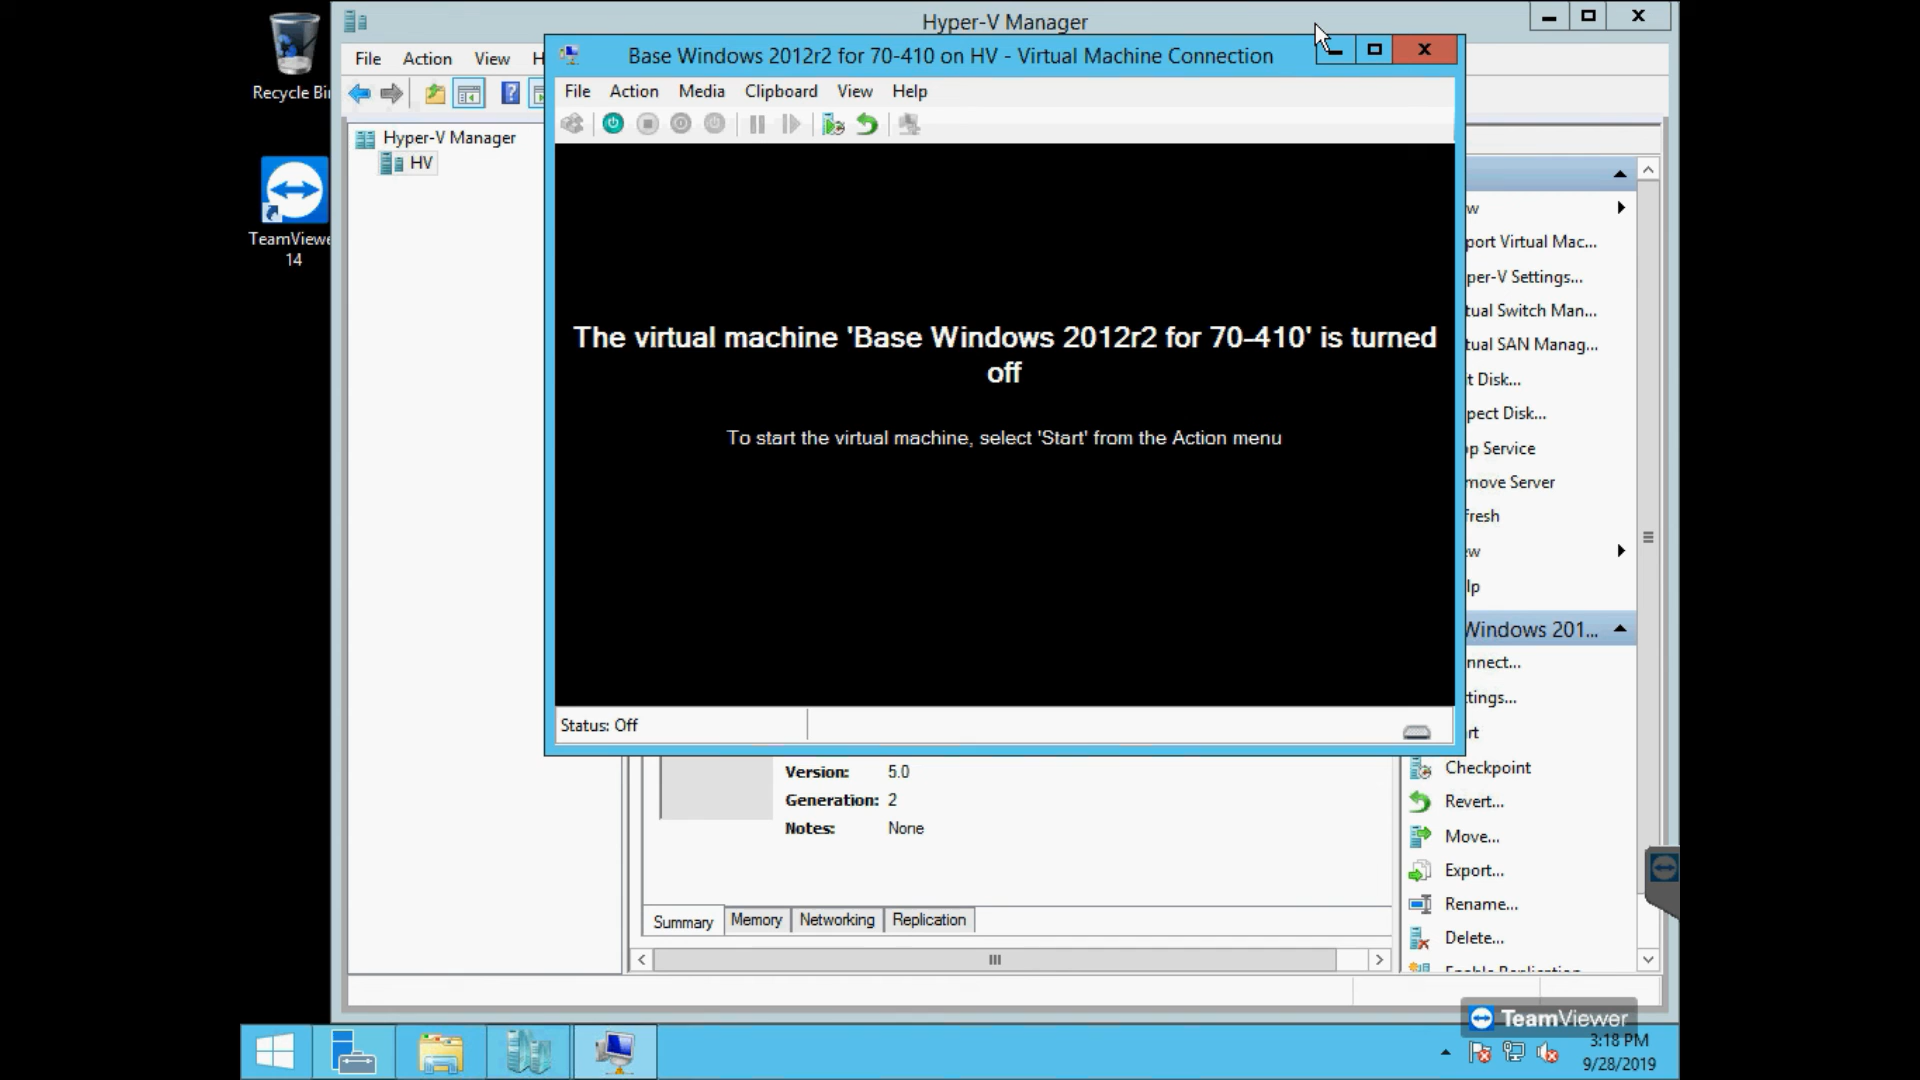 Recycle Bi
TeamViewe
14
Hyper-V Manager
File Action View H
Hyper-V Manager
HV
Base Windows 2012r2 for 70-410 on HV - Virtual Machine Connection
File Action Media Clipboard View Help
The virtual machine 'Base Windows 2012r2 for 70-410' is turned
off
To start the virtual machine, select 'Start' from the Action menu
Status: Off
Version: 5.0
Generation: 2
Notes: None
Summary Memory Networking Replication
w
port Virtual Mac...
per-V Settings...
tual Switch Man...
tual SAN Manag...
t Disk...
pect Disk...
p Service
move Server
fresh
ew
lp
Windows 201...
nnect...
tings...
rt
Checkpoint
Revert...
Move...
Export...
Rename...
Delete...
Enable Replication...
TeamViewer
3:18 PM
9/28/2019